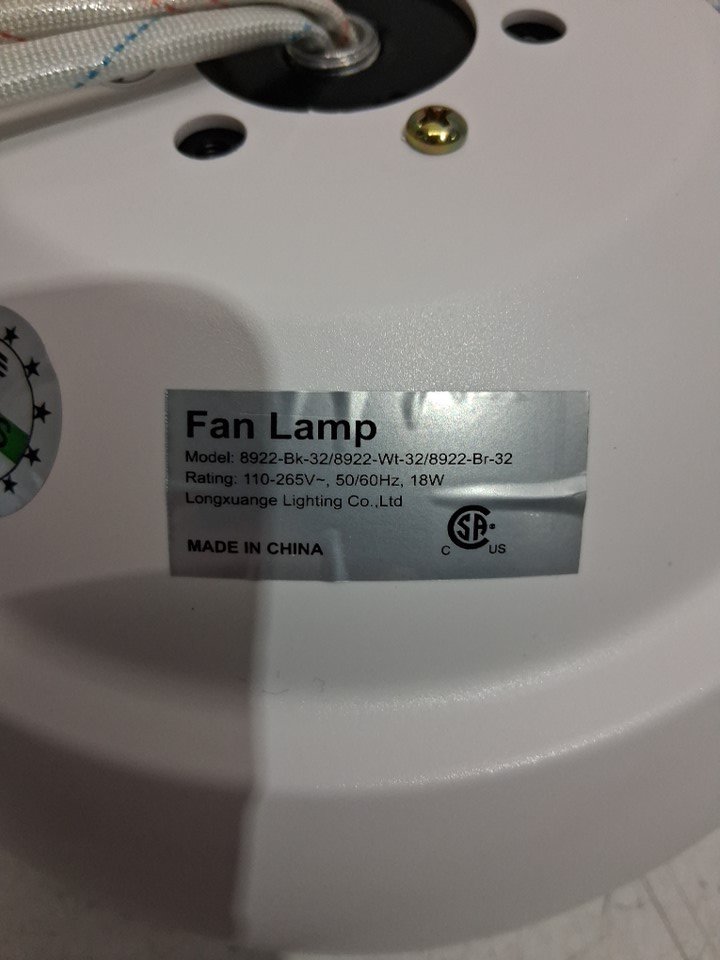 Fan Lamp
Model: 8922-Bk-32/8922-Wt-32/8922-Br-32
Rating: 110-265V~, 50/60Hz, 18W
Longxuange Lighting Co.,Ltd
MADE IN CHINA
C SA® US